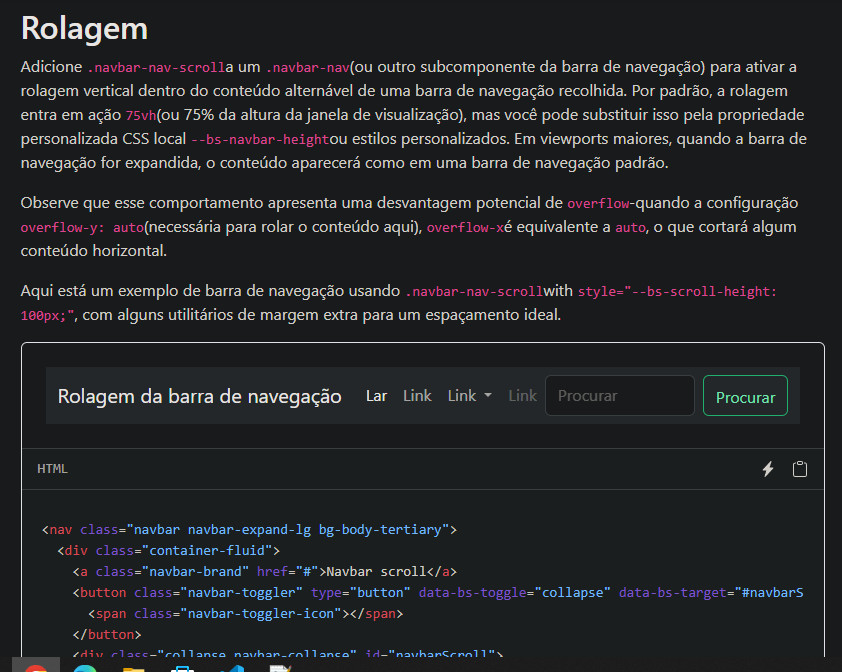 Rolagem
Adicione .navbar-nav-scrolla um .navbar-nav(ou outro subcomponente da barra de navegação) para ativar a
rolagem vertical dentro do conteúdo alternável de uma barra de navegação recolhida. Por padrão, a rolagem
entra em ação 75vh(ou 75% da altura da janela de visualização), mas você pode substituir isso pela propriedade
personalizada CSS local --bs-navbar-heightou estilos personalizados. Em viewports maiores, quando a barra de
navegação for expandida, o conteúdo aparecerá como em uma barra de navegação padrão.
Observe que esse comportamento apresenta uma desvantagem potencial de overflow-quando a configuração
overflow-y: auto(necessária para rolar o conteúdo aqui), overflow-xé equivalente a auto, o que cortará algum
conteúdo horizontal.
Aqui está um exemplo de barra de navegação usando .navbar-nav-scrollwith style="--bs-scroll-height:
100px;", com alguns utilitários de margem extra para um espaçamento ideal.
Rolagem da barra de navegação Lar Link Link Link Procurar Procurar
HTML
<nav class="navbar navbar-expand-lg bg-body-tertiary">
<div class="container-fluid">
<a class="navbar-brand" href="#">Navbar scroll</a>
<button class="navbar-toggler" type="button" data-bs-toggle="collapse" data-bs-target="#navbarS
<span class="navbar-toggler-icon"></span>
</button>
<div class="collapse navbar-collapse" id="navbarScroll">